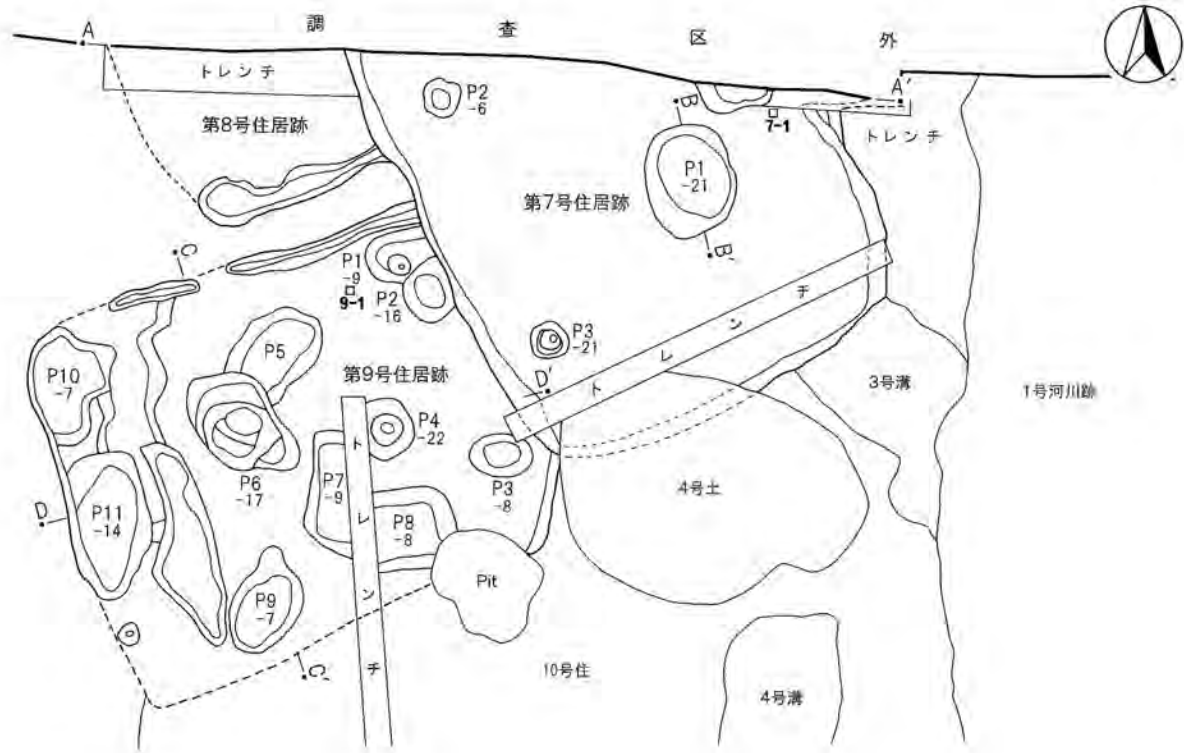 調査区外
A
A'
トレンチ
第8号住居跡
P2
-6
B
7-1
トレンチ
P1
-21
第7号住居跡
B'
C
P1
-9
9-1
P2
-16
P3
-21
D'
トレンチ
3号溝
1号河川跡
P10
-7
P5
第9号住居跡
P4
-22
P6
-17
P7
-9
トレンチ
P3
-8
4号土
D
P11
-14
P8
-8
Pit
P9
-7
C'
10号住
4号溝